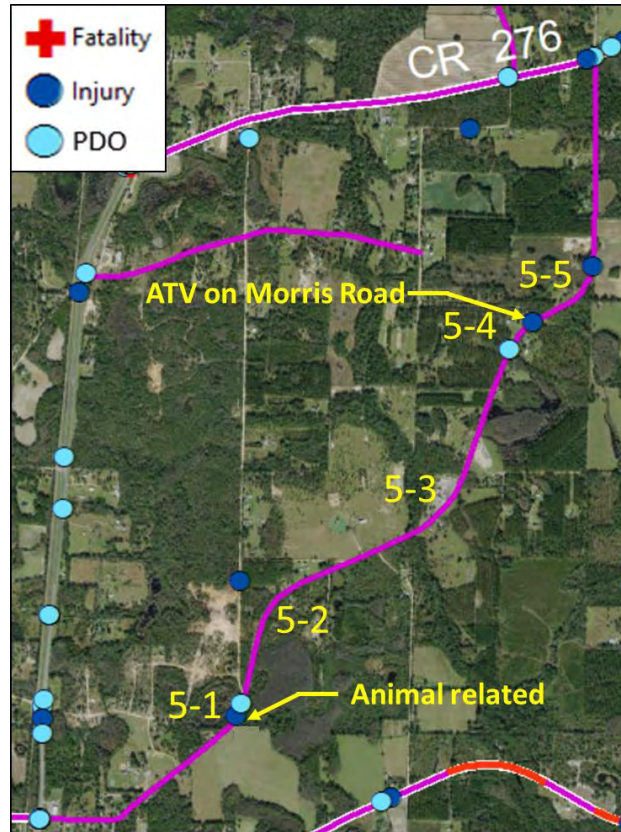 Fatality
Injury
PDO
CR 276
ATV on Morris Road
5-5
5-4
5-3
5-2
5-1
Animal related